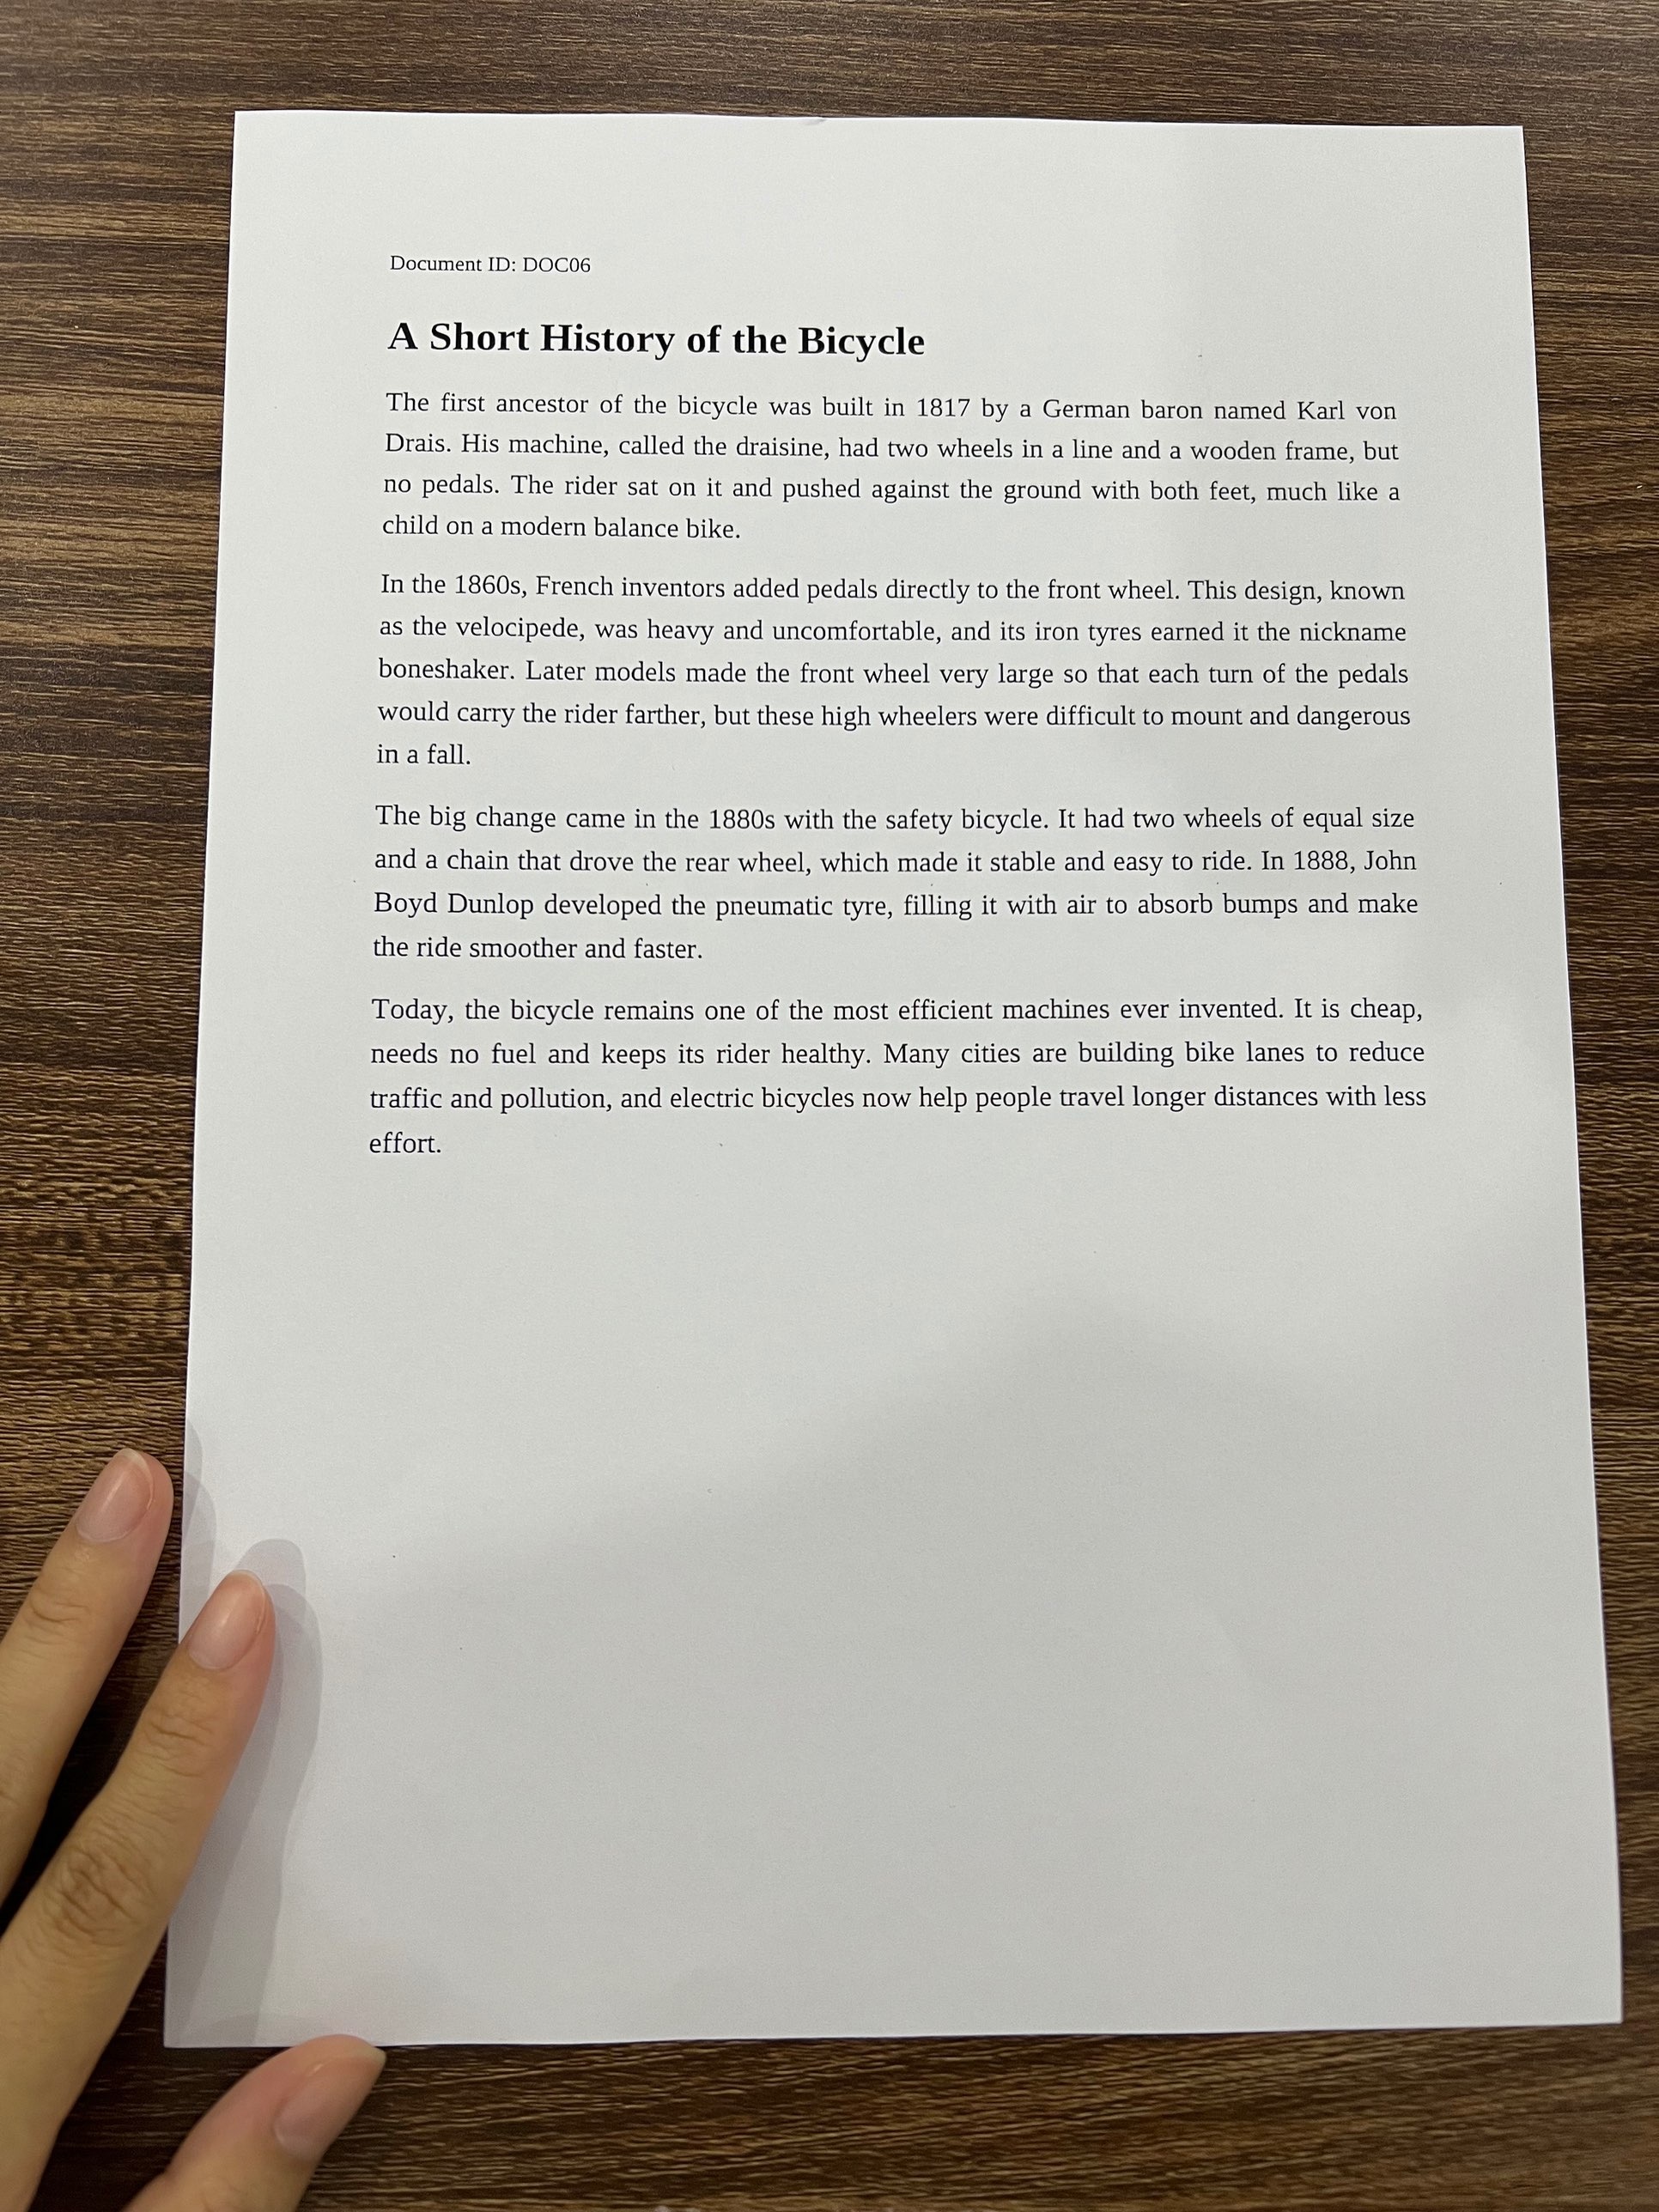 Document ID: DOC06
A Short History of the Bicycle
The first ancestor of the bicycle was built in 1817 by a German baron named Karl von
Drais. His machine, called the draisine, had two wheels in a line and a wooden frame, but
no pedals. The rider sat on it and pushed against the ground with both feet, much like a
child on a modern balance bike.
In the 1860s, French inventors added pedals directly to the front wheel. This design, known
as the velocipede, was heavy and uncomfortable, and its iron tyres earned it the nickname
boneshaker. Later models made the front wheel very large so that each turn of the pedals
would carry the rider farther, but these high wheelers were difficult to mount and dangerous
in a fall.
The big change came in the 1880s with the safety bicycle. It had two wheels of equal size
and a chain that drove the rear wheel, which made it stable and easy to ride. In 1888, John
Boyd Dunlop developed the pneumatic tyre, filling it with air to absorb bumps and make
the ride smoother and faster.
Today, the bicycle remains one of the most efficient machines ever invented. It is cheap,
needs no fuel and keeps its rider healthy. Many cities are building bike lanes to reduce
traffic and pollution, and electric bicycles now help people travel longer distances with less
effort.